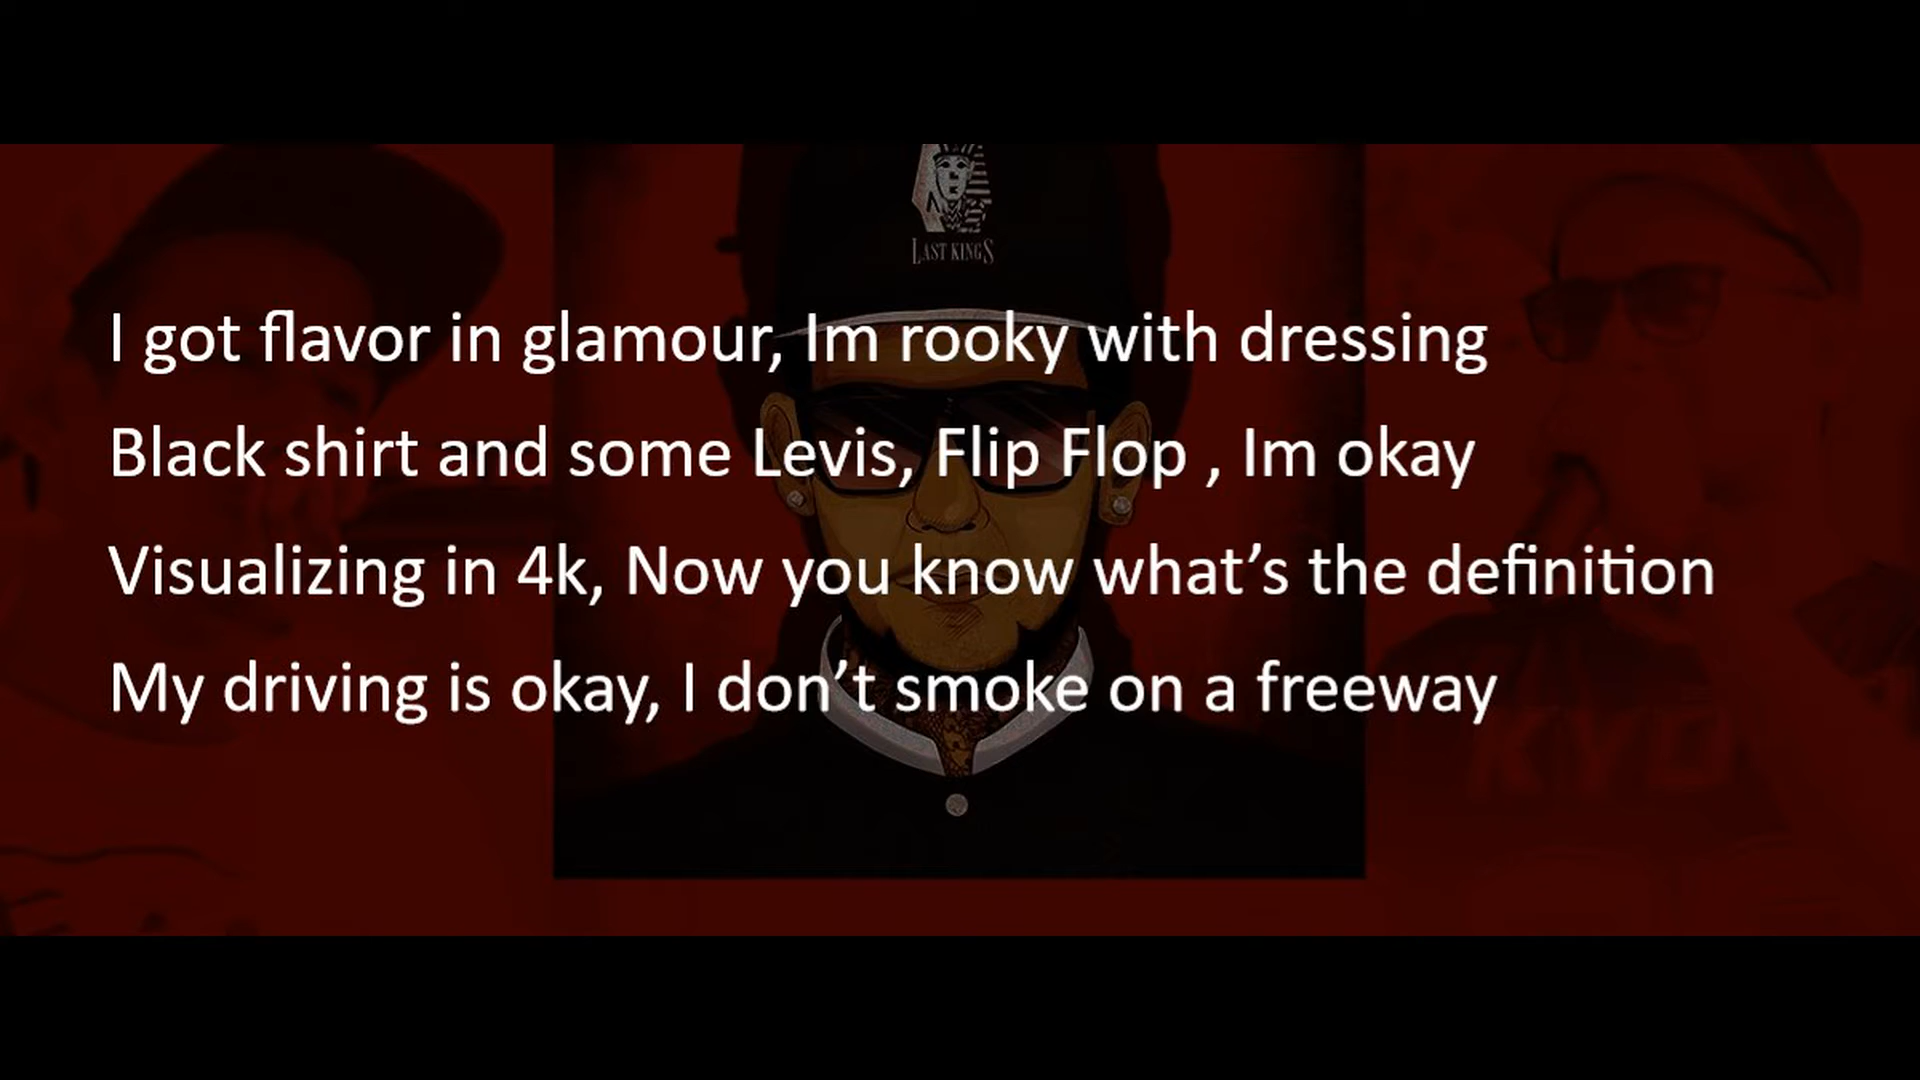 LAST KINGS
I got flavor in glamour, Im rooky with dressing
Black shirt and some Levis, Flip Flop , Im okay
Visualizing in 4k, Now you know what’s the definition
My driving is okay, I don’t smoke on a freeway
KYD